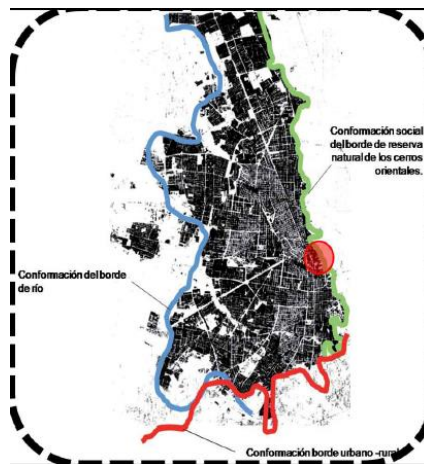 Conformación social
del borde de reserva
natural de los cerros
orientales.
Conformación del borde
de río
Conformación borde urbano -rural